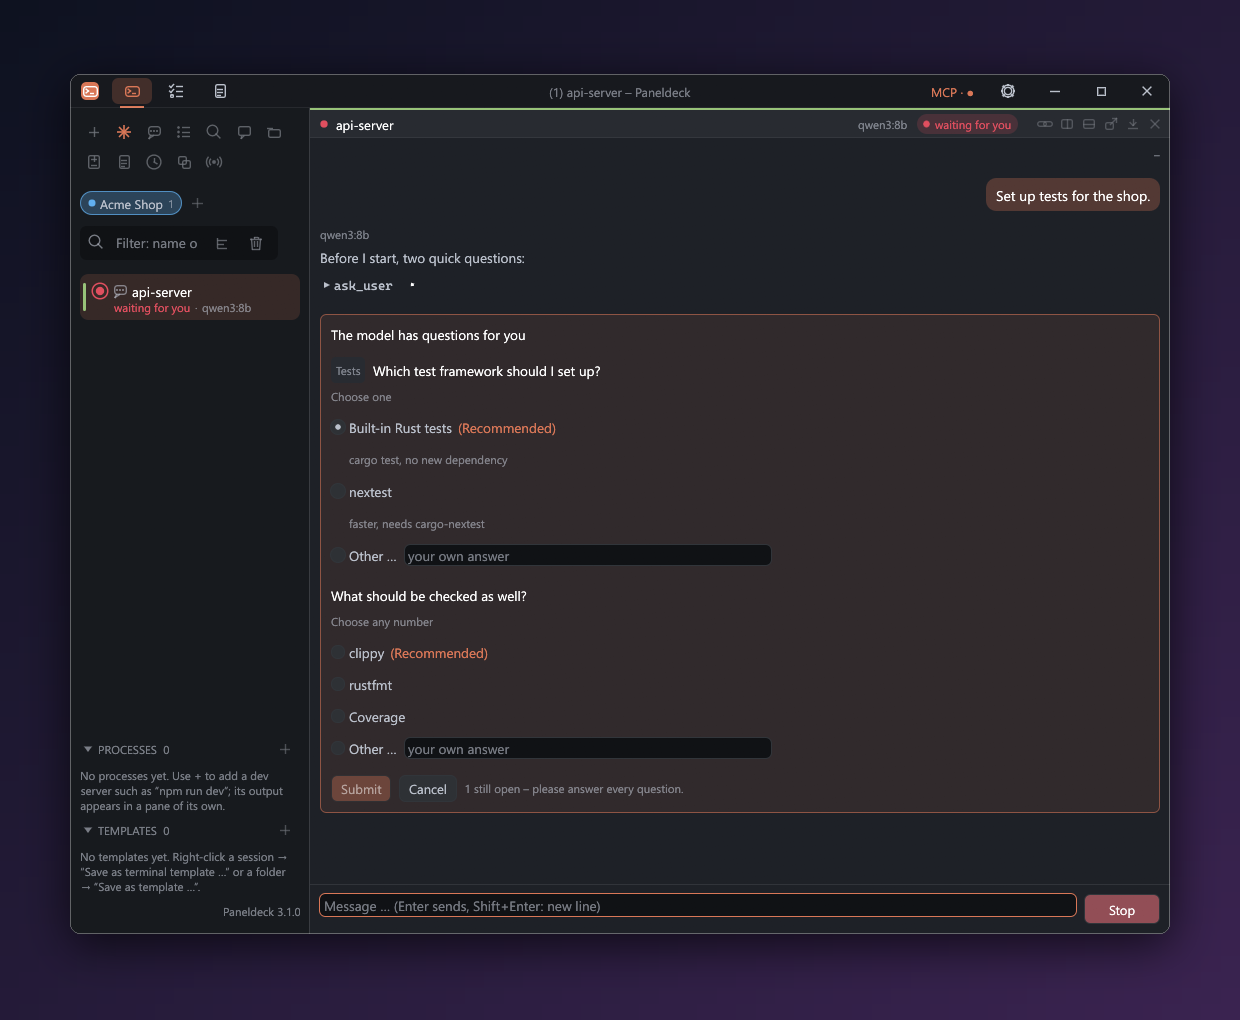 (1) api-server – Paneldeck
MCP ·
api-server
qwen3:8b
waiting for you
Acme Shop 1
Filter: name o
api-server
waiting for you · qwen3:8b
Set up tests for the shop.
qwen3:8b
Before I start, two quick questions:
ask_user
The model has questions for you
Tests Which test framework should I set up?
Choose one
Built-in Rust tests (Recommended)
cargo test, no new dependency
nextest
faster, needs cargo-nextest
Other ... your own answer
What should be checked as well?
Choose any number
clippy (Recommended)
rustfmt
Coverage
Other ... your own answer
Submit Cancel 1 still open – please answer every question.
PROCESSES 0
No processes yet. Use + to add a dev
server such as “npm run dev”; its output
appears in a pane of its own.
TEMPLATES 0
No templates yet. Right-click a session →
“Save as terminal template ...” or a folder
→ “Save as template ...”.
Paneldeck 3.1.0
Message ... (Enter sends, Shift+Enter: new line)
Stop